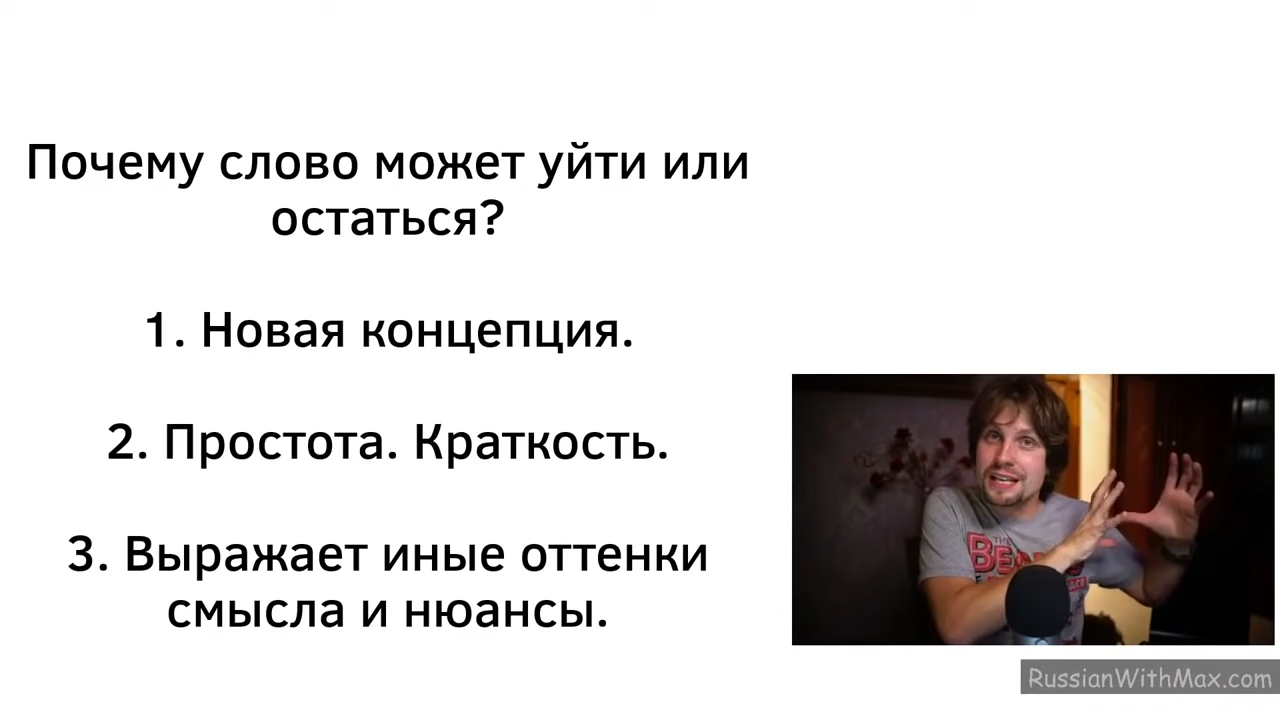 Почему слово может уйти или
остаться?
1. Новая концепция.
2. Простота. Краткость.
3. Выражает иные оттенки
смысла и нюансы.
THE
RussianWithMax.com